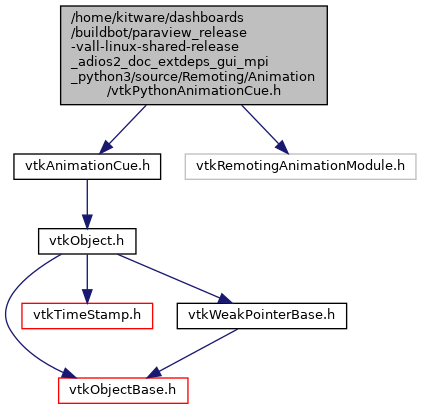 /home/kitware/dashboards
/buildbot/paraview_release
-vall-linux-shared-release
_adios2_doc_extdeps_gui_mpi
_python3/source/Remoting/Animation
/vtkPythonAnimationCue.h
vtkAnimationCue.h
vtkRemotingAnimationModule.h
vtkObject.h
vtkTimeStamp.h
vtkWeakPointerBase.h
vtkObjectBase.h